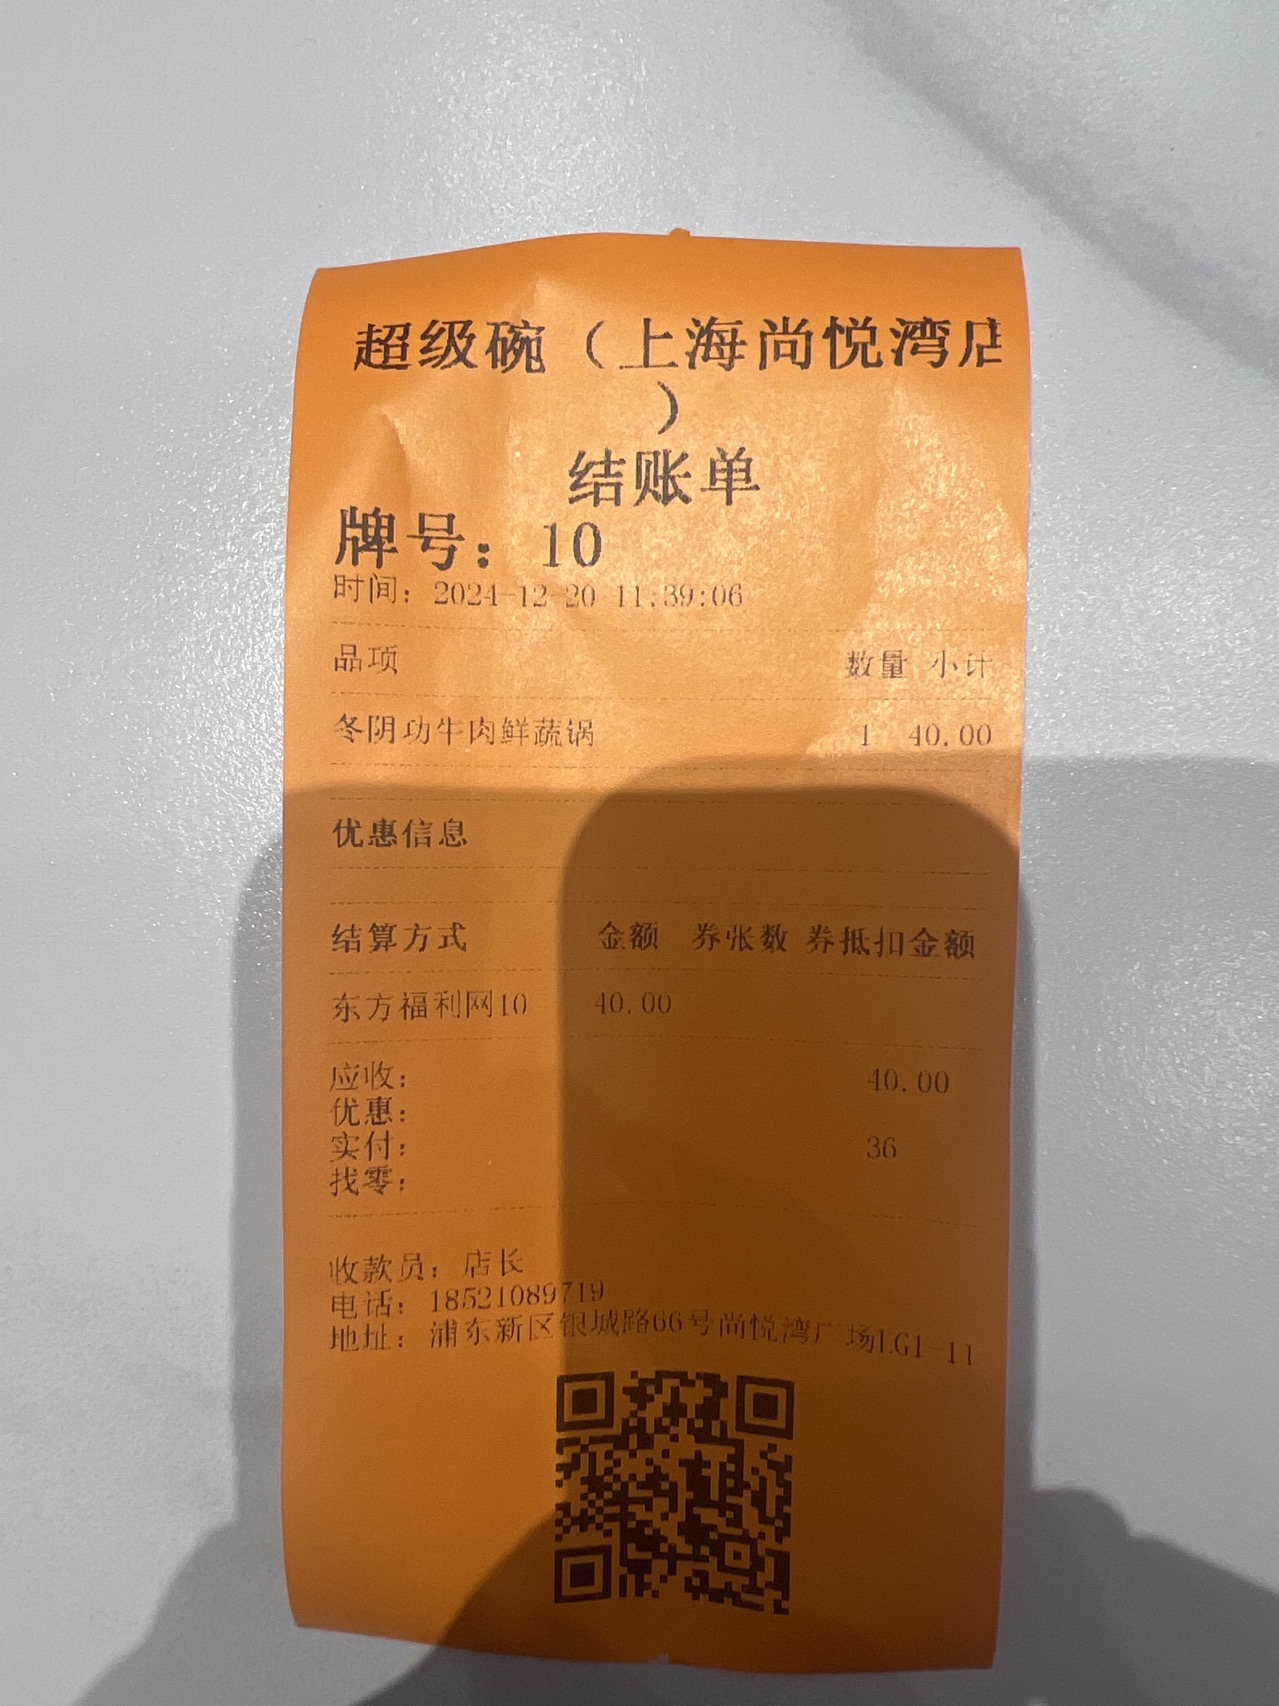 超级碗（上海尚悦湾店
）
结账单
牌号：10
时间：2024-12-20 11:39:06
品项 数量 小计
冬阴功牛肉鲜蔬锅 1 40.00
优惠信息
结算方式 金额 券张数 券抵扣金额
东方福利网10 40.00
应收： 40.00
优惠：
实付： 36
找零：
收款员：店长
电话：18521089719
地址：浦东新区银城路66号尚悦湾广场LG1-11